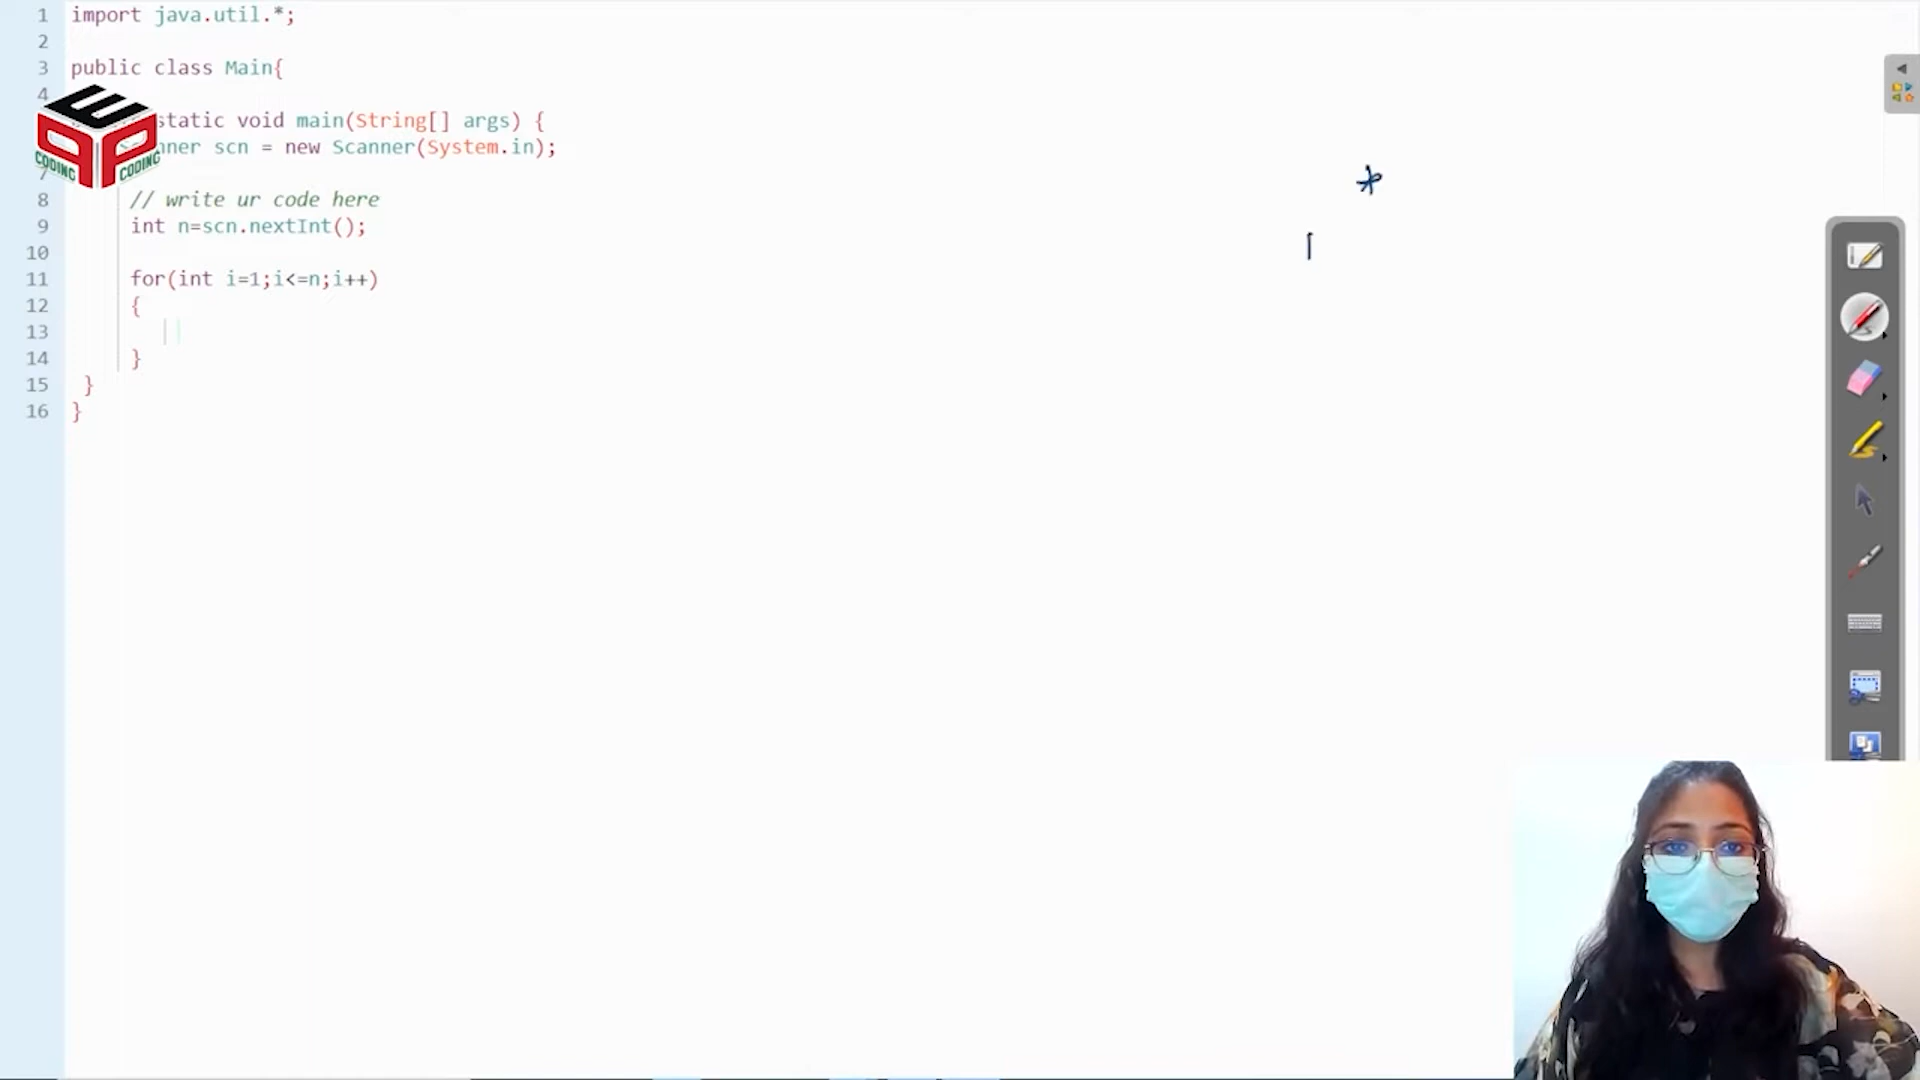 1 import java.util.*;
2
3 public class Main{
4
static void main(String[] args) {
nner scn = new Scanner(System.in);
7
8 // write ur code here
9 int n=scn.nextInt();
10
11 for(int i=1;i<=n;i++)
12 {
13
14 }
15 }
16 }
CODING CODING
*